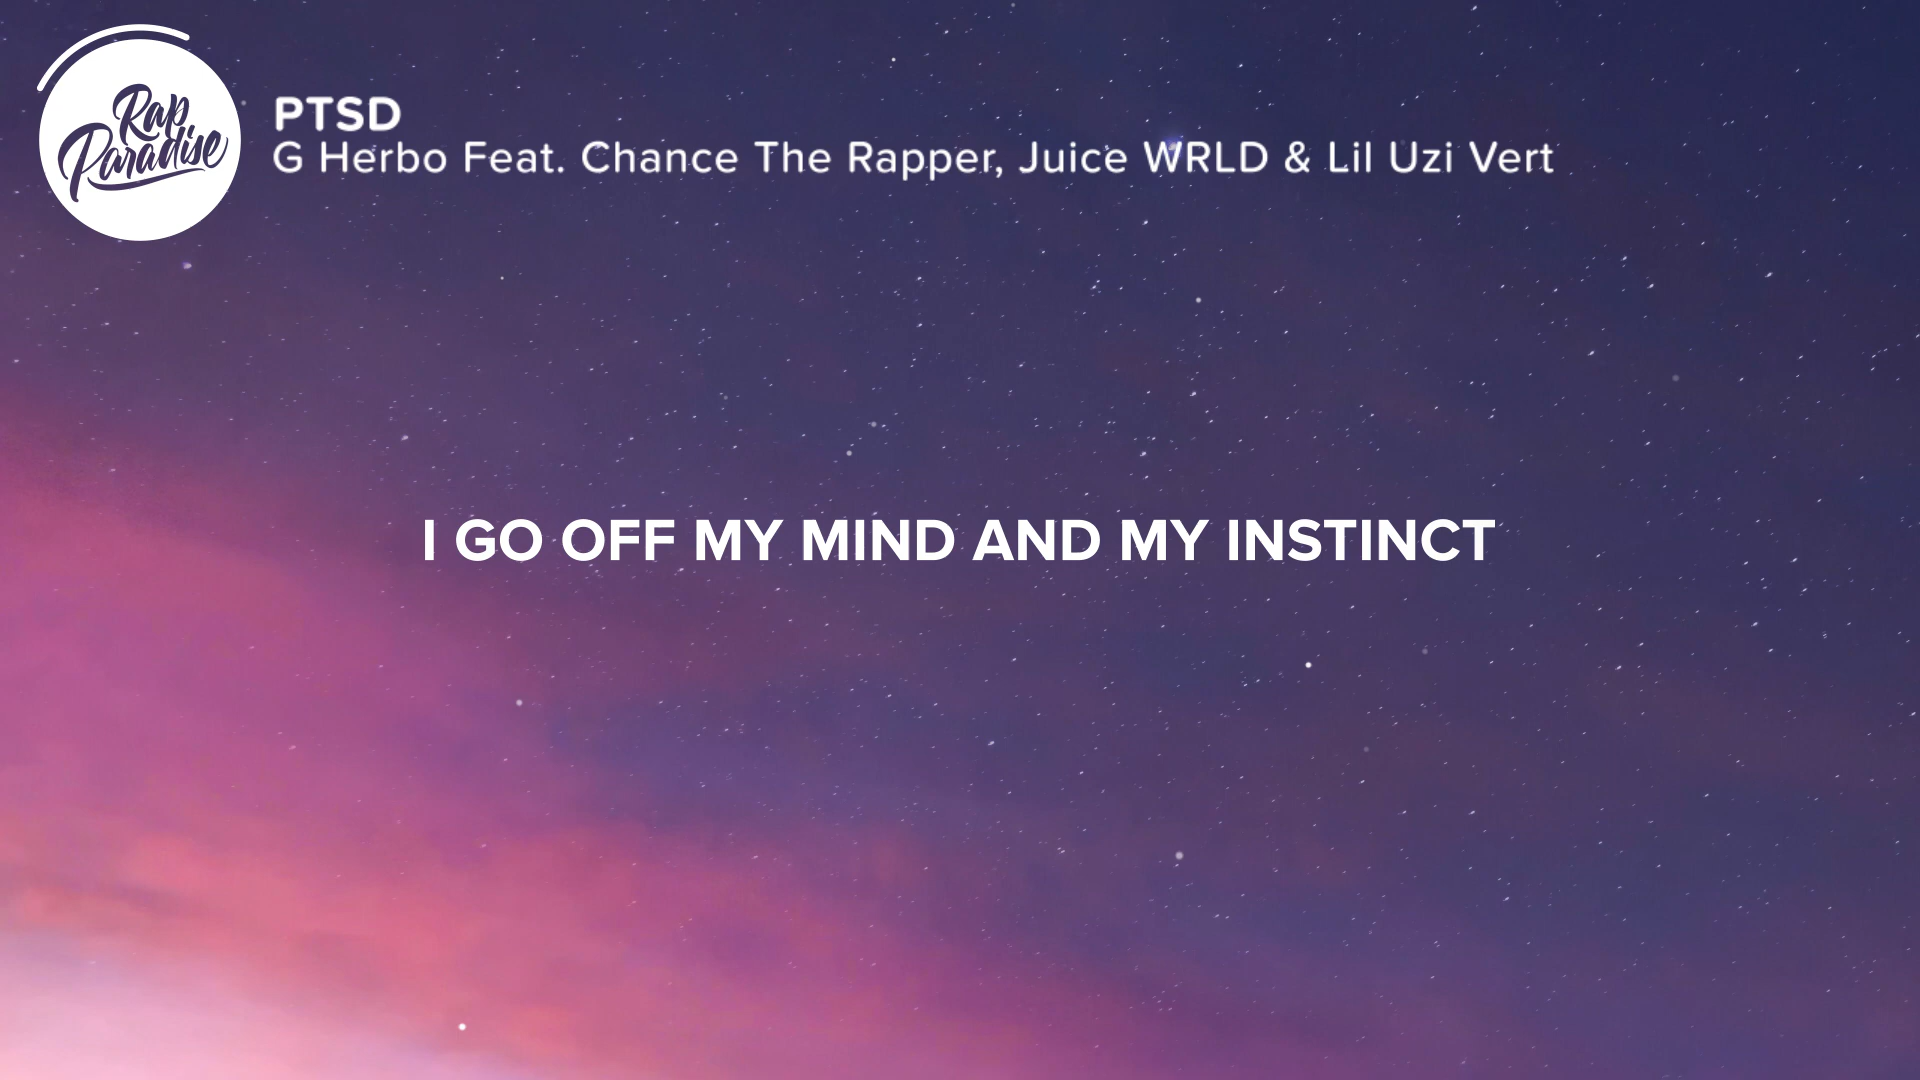 Rap
Paradise
PTSD
G Herbo Feat. Chance The Rapper, Juice WRLD & Lil Uzi Vert
I GO OFF MY MIND AND MY INSTINCT